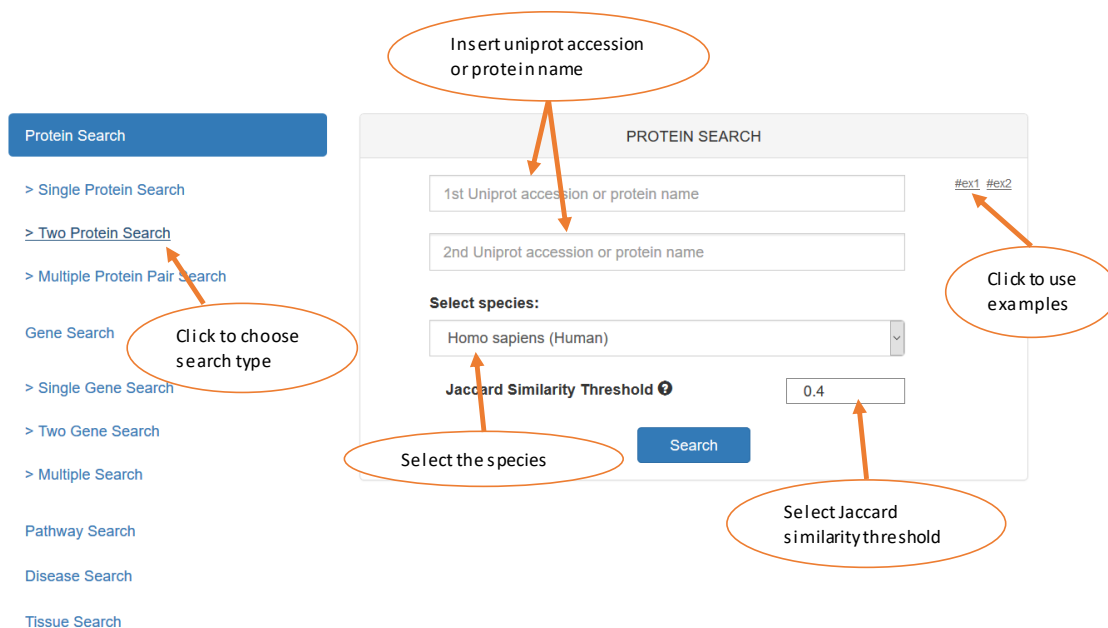 Insert uniprot accession
or protein name
Protein Search
> Single Protein Search
> Two Protein Search
> Multiple Protein Pair Search
Gene Search
> Single Gene Search
> Two Gene Search
> Multiple Search
Pathway Search
Disease Search
Tissue Search
Click to choose
search type
PROTEIN SEARCH
1st Uniprot accession or protein name
#ex1 #ex2
2nd Uniprot accession or protein name
Click to use
examples
Select species:
Homo sapiens (Human)
Jaccard Similarity Threshold ?
0.4
Search
Select the species
Select Jaccard
similarity threshold